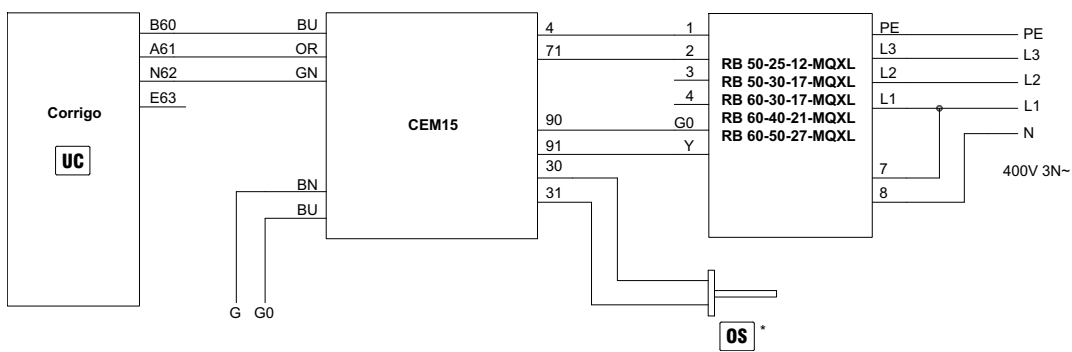 B60 BU 4 1 PE PE
A61 OR 71 2 L3 L3
N62 GN 3 L2 L2
E63 4 L1 L1
Corrigo
UC
CEM15
RB 50-25-12-MQXL
RB 50-30-17-MQXL
RB 60-30-17-MQXL
RB 60-40-21-MQXL
RB 60-50-27-MQXL
90 G0 N
91 Y
30 7 400V 3N~
BN 31 8
BU
G G0
OS *